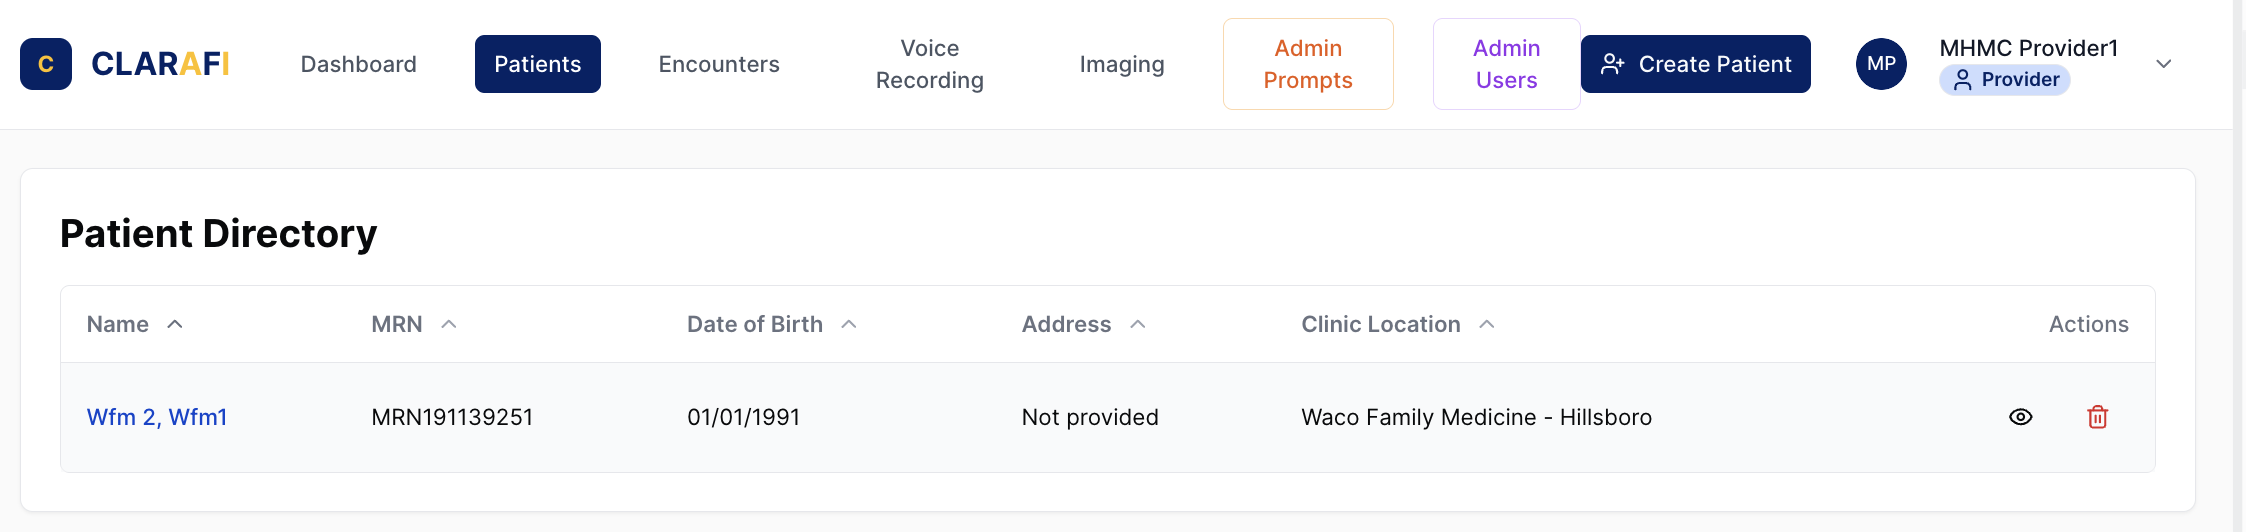 C CLARAFI
Dashboard
Patients
Encounters
Voice
Recording
Imaging
Admin
Prompts
Admin
Users
Create Patient
MP
MHMC Provider1
Provider
Patient Directory
Name MRN Date of Birth Address Clinic Location Actions
Wfm 2, Wfm1 MRN191139251 01/01/1991 Not provided Waco Family Medicine - Hillsboro